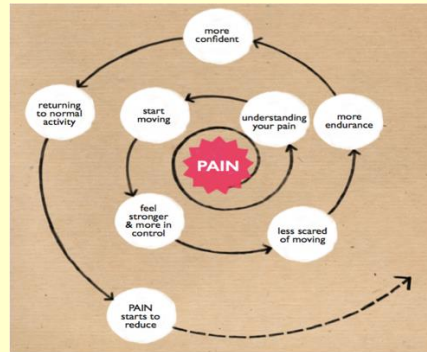 PAIN
understanding
your pain
start
moving
feel
stronger
& more in
control
less scared
of moving
more
endurance
more
confident
returning
to normal
activity
PAIN
starts to
reduce